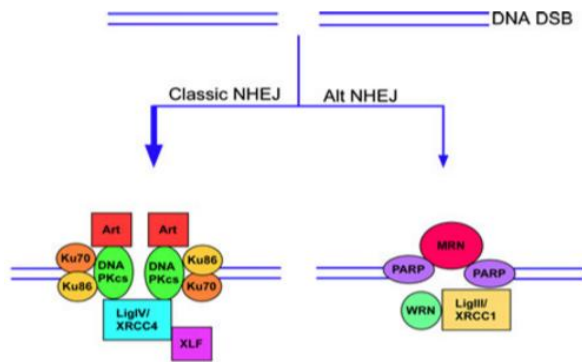 DNA DSB
Classic NHEJ
Alt NHEJ
Art
Art
Ku70
Ku86
DNA
PKcs
DNA
PKcs
Ku86
Ku70
LigIV/
XRCC4
XLF
MRN
PARP
PARP
WRN
LigIII/
XRCC1